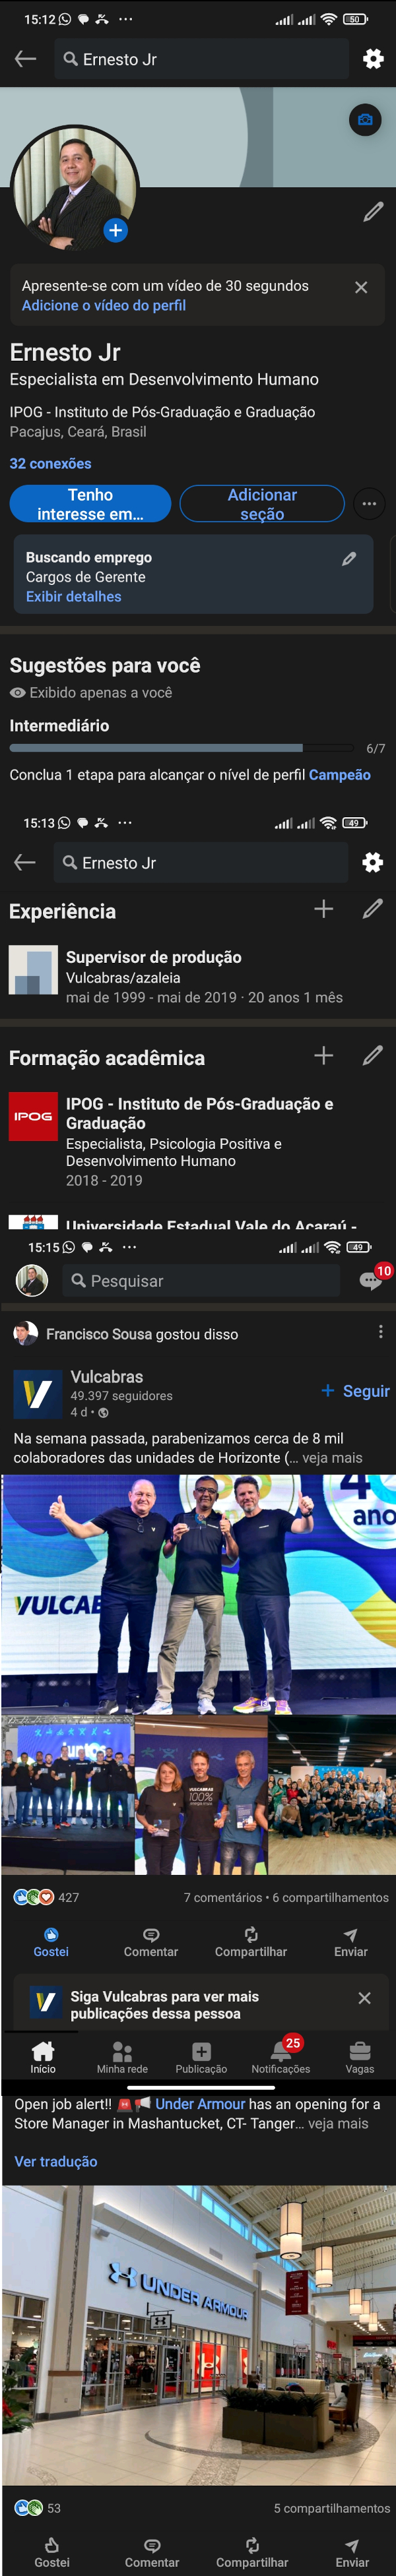 15:12
50
Ernesto Jr
Apresente-se com um vídeo de 30 segundos
Adicione o vídeo do perfil
Ernesto Jr
Especialista em Desenvolvimento Humano
IPOG - Instituto de Pós-Graduação e Graduação
Pacajus, Ceará, Brasil
32 conexões
Tenho
interesse em...
Adicionar
seção
Buscando emprego
Cargos de Gerente
Exibir detalhes
Sugestões para você
Exibido apenas a você
Intermediário
6/7
Conclua 1 etapa para alcançar o nível de perfil Campeão
15:13
49
Ernesto Jr
Experiência
Supervisor de produção
Vulcabras/azaleia
mai de 1999 - mai de 2019 · 20 anos 1 mês
Formação acadêmica
IPOG
IPOG - Instituto de Pós-Graduação e
Graduação
Especialista, Psicologia Positiva e
Desenvolvimento Humano
2018 - 2019
Universidade Estadual Vale do Acaraú -
15:15
49
Pesquisar
10
Francisco Sousa gostou disso
Vulcabras
49.397 seguidores
4 d •
+ Seguir
Na semana passada, parabenizamos cerca de 8 mil
colaboradores das unidades de Horizonte (... veja mais
ano
VULCAB
juntos
VULCABRAS
100%
427
7 comentários • 6 compartilhamentos
Gostei
Comentar
Compartilhar
Enviar
Siga Vulcabras para ver mais
publicações dessa pessoa
25
Início
Minha rede
Publicação
Notificações
Vagas
Open job alert!! Under Armour has an opening for a
Store Manager in Mashantucket, CT- Tanger... veja mais
Ver tradução
UNDER ARMOUR
53
5 compartilhamentos
Gostei
Comentar
Compartilhar
Enviar